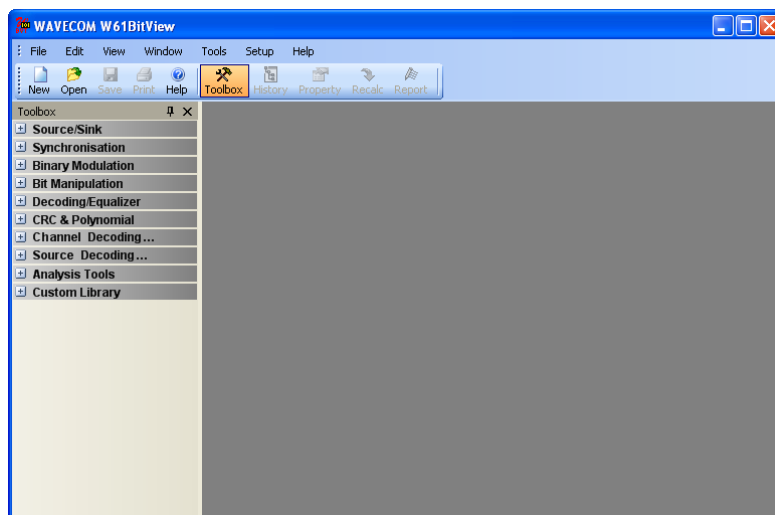 WAVECOM W61BitView
File Edit View Window Tools Setup Help
New Open Save Print Help Toolbox History Property Recalc Report
Toolbox
Source/Sink
Synchronisation
Binary Modulation
Bit Manipulation
Decoding/Equalizer
CRC & Polynomial
Channel Decoding...
Source Decoding...
Analysis Tools
Custom Library